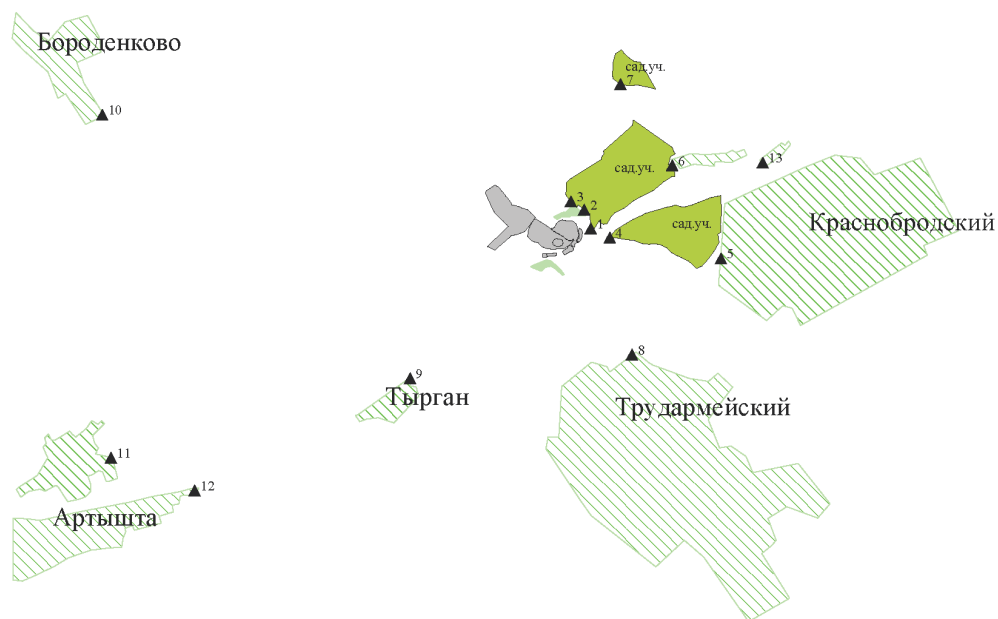 Бороденково
сад.уч.
7
10
6
13
сад.уч.
3
2
сад.уч.
Краснобродский
1
4
5
8
9
Тырган
Трудармейский
11
12
Артышта